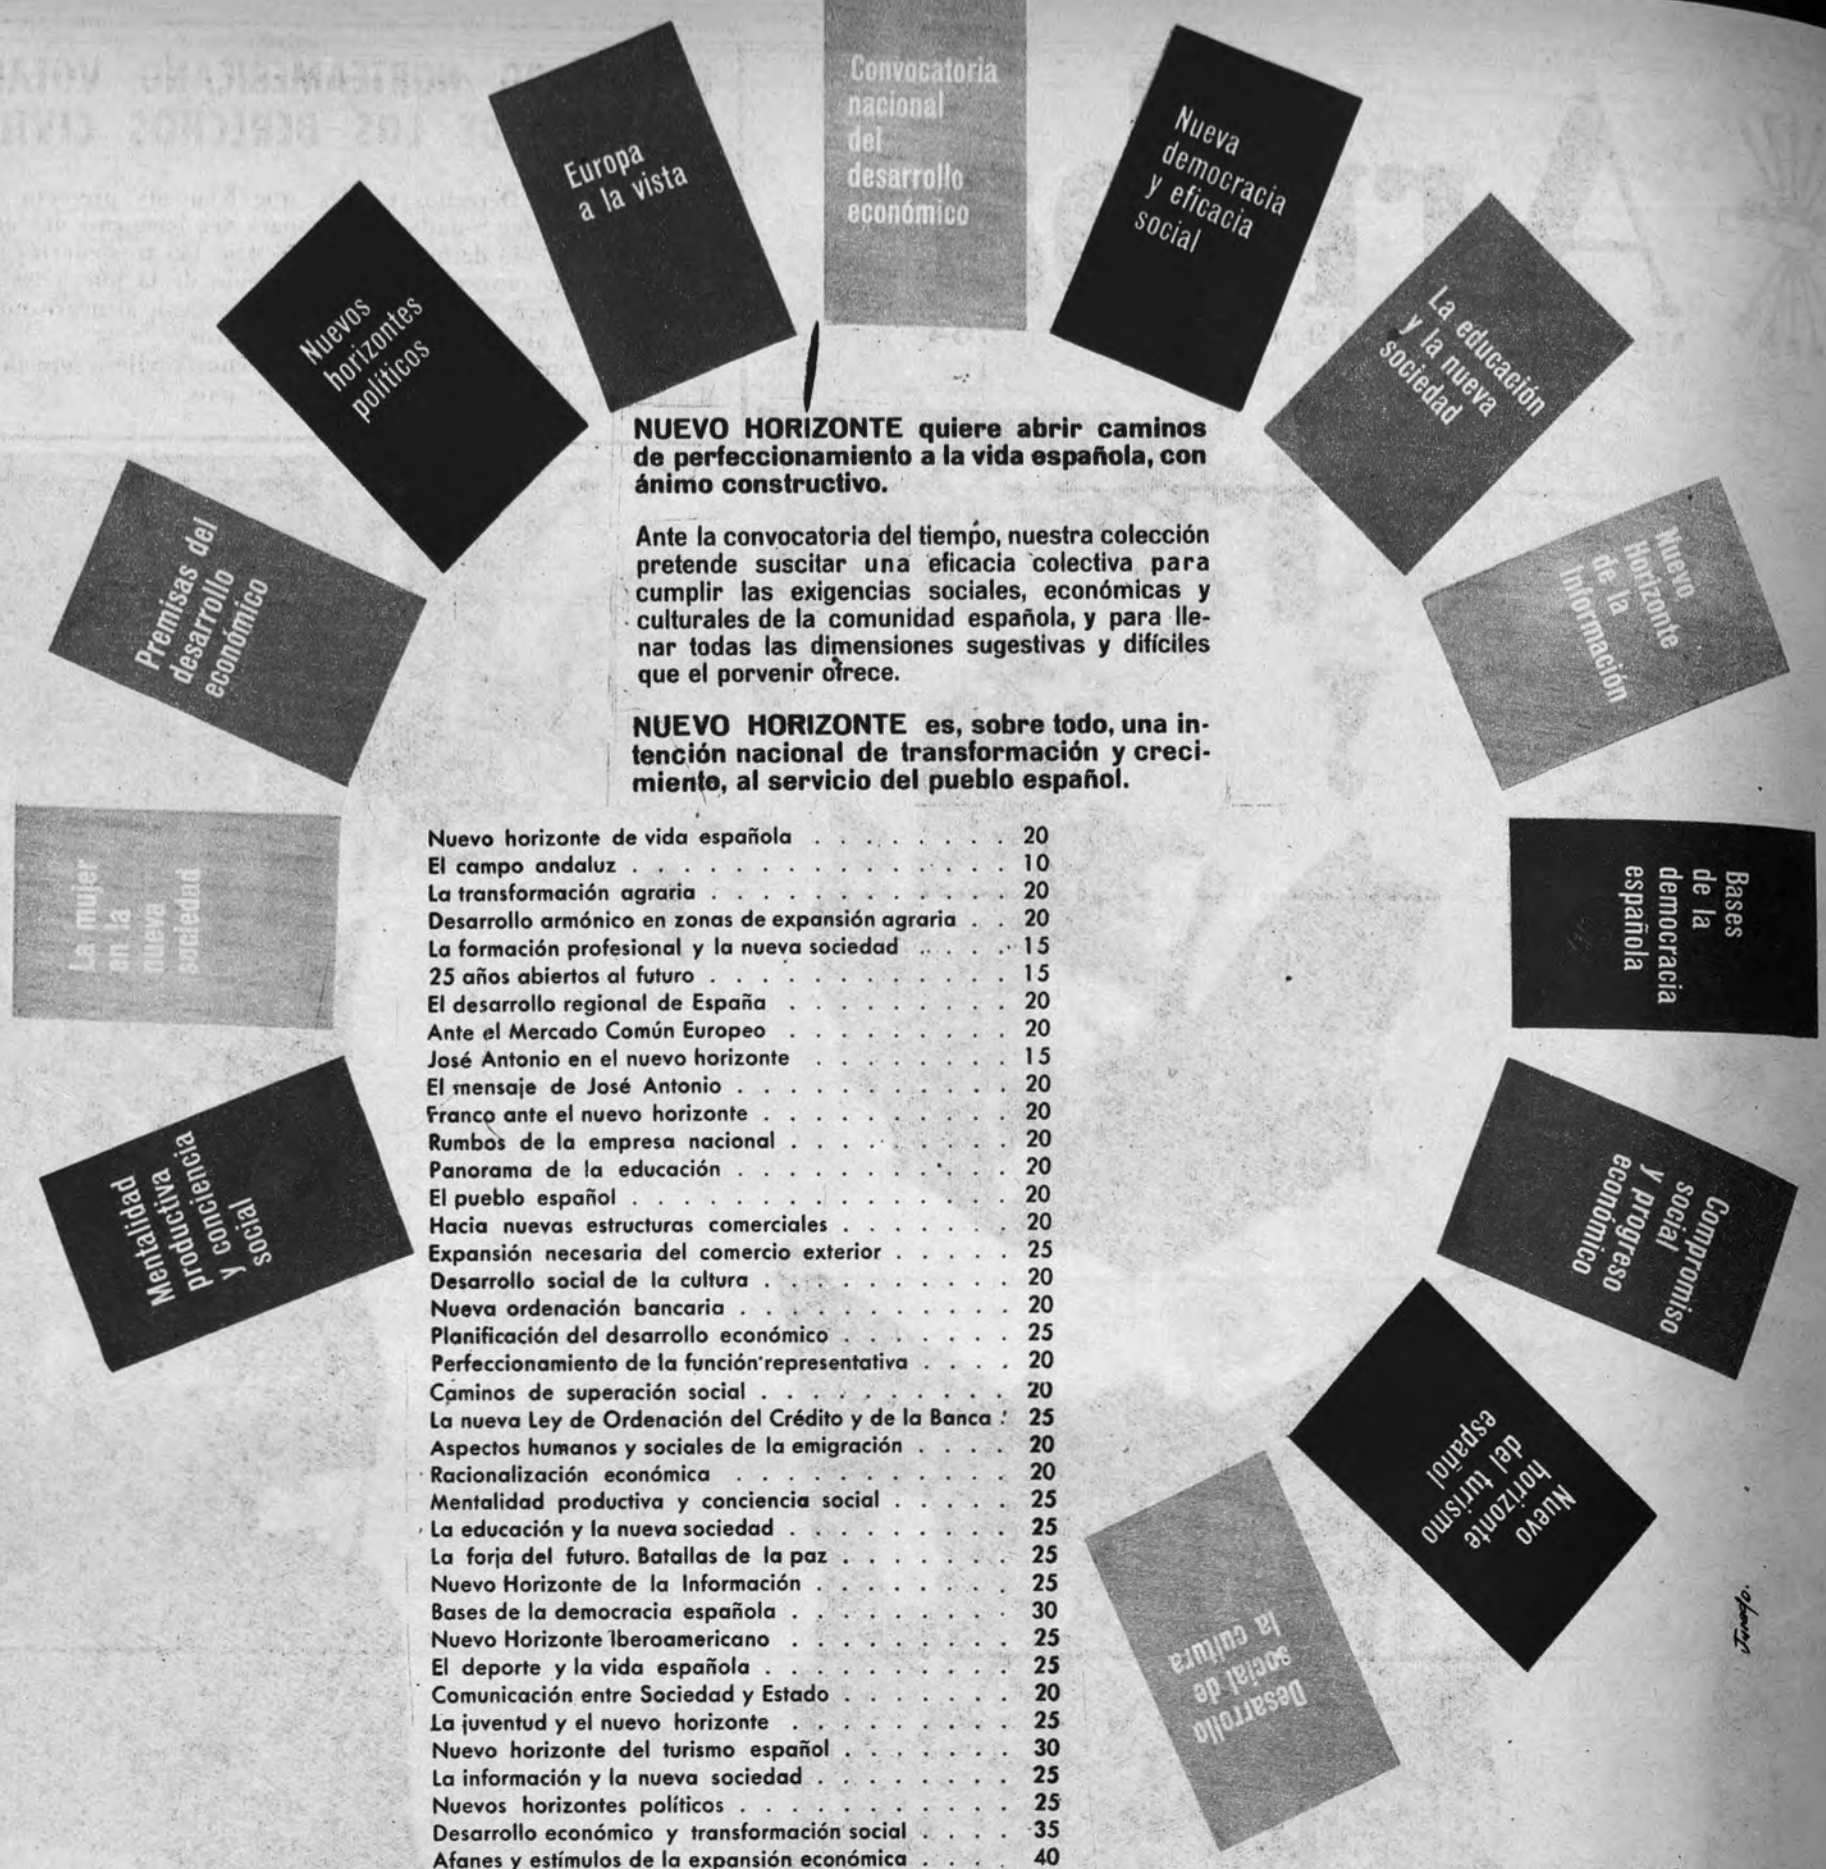 Convocatoria
nacional
del
desarrollo
económico
Europa
a la vista
Nueva
democracia
y eficacia
social
Nuevos
horizontes
políticos
La educación
y la nueva
sociedad
Premisas del
desarrollo
económico
Nuevo
Horizonte
de la
Información
La mujer
en la
nueva
sociedad
Bases
de la
democracia
española
Mentalidad
productiva
y conciencia
social
Compromiso
social
y progreso
económico
Nuevo
horizonte
del turismo
español
Desarrollo
social de
la cultura
NUEVO HORIZONTE quiere abrir caminos
de perfeccionamiento a la vida española, con
ánimo constructivo.
Ante la convocatoria del tiempo, nuestra colección
pretende suscitar una eficacia colectiva para
cumplir las exigencias sociales, económicas y
culturales de la comunidad española, y para lle-
nar todas las dimensiones sugestivas y difíciles
que el porvenir ofrece.
NUEVO HORIZONTE es, sobre todo, una in-
tención nacional de transformación y creci-
miento, al servicio del pueblo español.
Nuevo horizonte de vida española . . . . . . . . 20
El campo andaluz . . . . . . . . . . . . . . . 10
La transformación agraria . . . . . . . . . . . . 20
Desarrollo armónico en zonas de expansión agraria . . 20
La formación profesional y la nueva sociedad . . . . . 15
25 años abiertos al futuro . . . . . . . . . . . . 15
El desarrollo regional de España . . . . . . . . . 20
Ante el Mercado Común Europeo . . . . . . . . . 20
José Antonio en el nuevo horizonte . . . . . . . . 15
El mensaje de José Antonio . . . . . . . . . . . 20
Franco ante el nuevo horizonte . . . . . . . . . . 20
Rumbos de la empresa nacional . . . . . . . . . 20
Panorama de la educación . . . . . . . . . . . 20
El pueblo español . . . . . . . . . . . . . . . 20
Hacia nuevas estructuras comerciales . . . . . . . 20
Expansión necesaria del comercio exterior . . . . . 25
Desarrollo social de la cultura . . . . . . . . . . 20
Nueva ordenación bancaria . . . . . . . . . . . 20
Planificación del desarrollo económico . . . . . . . 25
Perfeccionamiento de la función representativa . . . . 20
Caminos de superación social . . . . . . . . . . 20
La nueva Ley de Ordenación del Crédito y de la Banca . 25
Aspectos humanos y sociales de la emigración . . . . 20
Racionalización económica . . . . . . . . . . . 20
Mentalidad productiva y conciencia social . . . . . 25
La educación y la nueva sociedad . . . . . . . . . 25
La forja del futuro. Batallas de la paz . . . . . . . 25
Nuevo Horizonte de la Información . . . . . . . . 25
Bases de la democracia española . . . . . . . . . 30
Nuevo Horizonte Iberoamericano . . . . . . . . . 25
El deporte y la vida española . . . . . . . . . . 25
Comunicación entre Sociedad y Estado . . . . . . . 20
La juventud y el nuevo horizonte . . . . . . . . . 25
Nuevo horizonte del turismo español . . . . . . . 30
La información y la nueva sociedad . . . . . . . . 25
Nuevos horizontes políticos . . . . . . . . . . . 25
Desarrollo económico y transformación social . . . . 35
Afanes y estímulos de la expansión económica . . . . 40